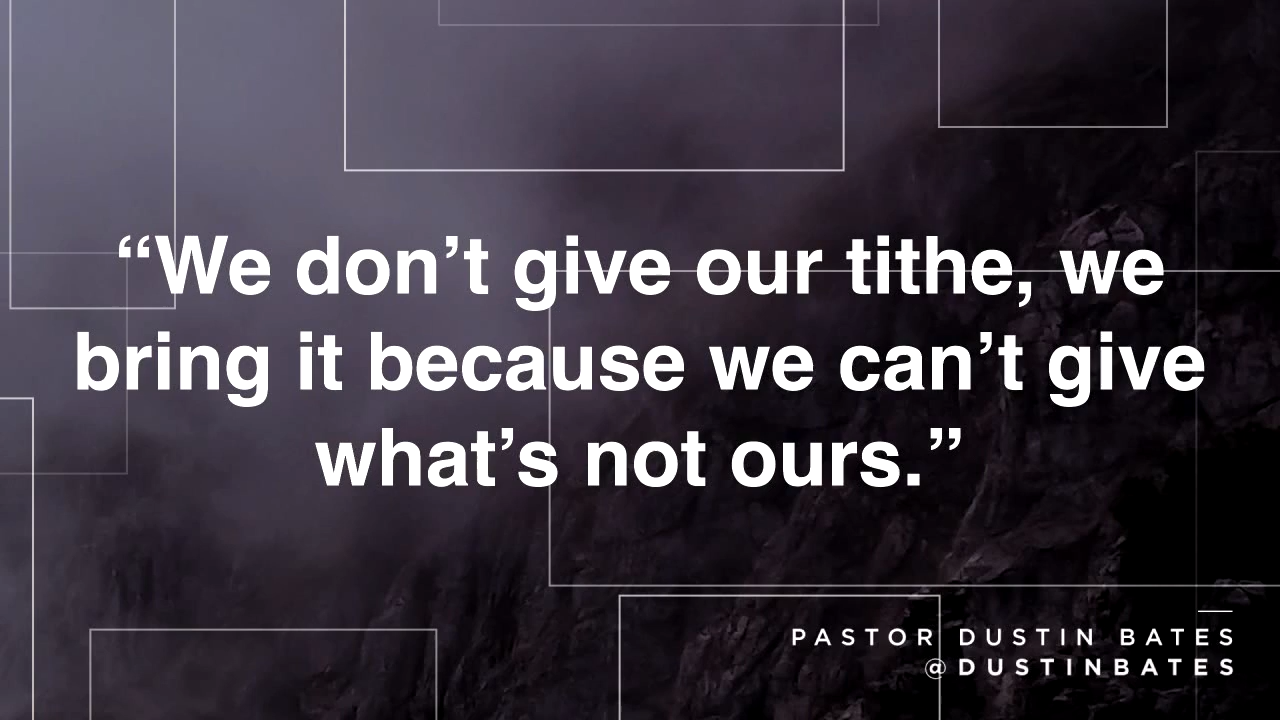 “We don’t give our tithe, we
bring it because we can’t give
what’s not ours.”
PASTOR DUSTIN BATES
@DUSTINBATES